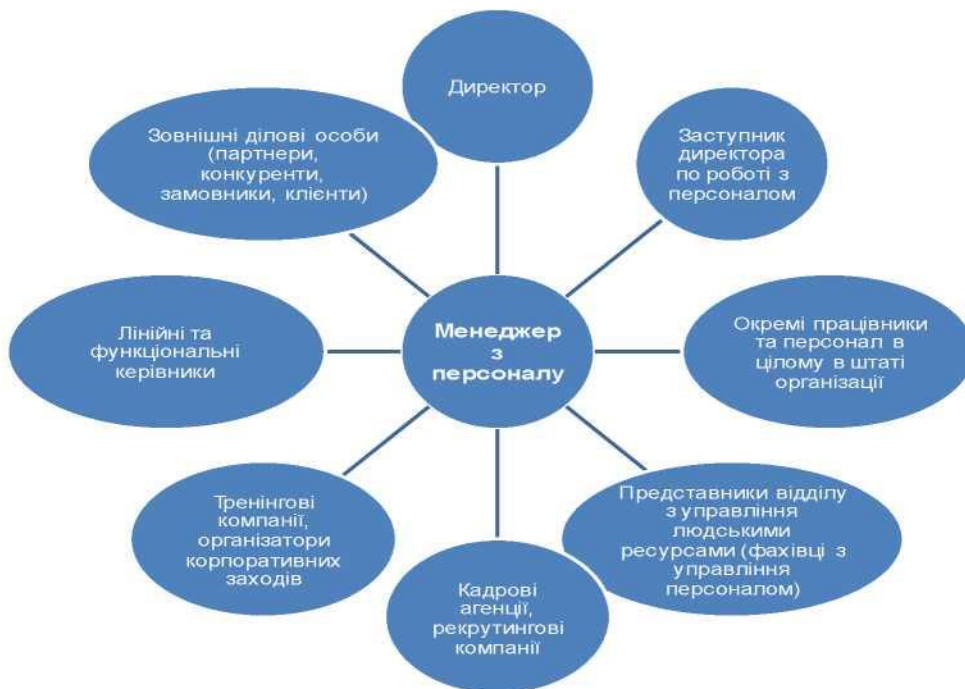 Директор
Зовнішні ділові особи
(партнери,
конкуренти,
замовники, клієнти)
Заступник
директора
по роботі з
персоналом
Лінійні та
функціональні
керівники
Менеджер
з
персоналу
Окремі працівники
та персонал в
цілому в штаті
організації
Тренінгові
компанії,
організатори
корпоративних
заходів
Кадрові
агенції,
рекрутингові
компанії
Представники відділу
з управління
людськими
ресурсами (фахівці з
управління
персоналом)